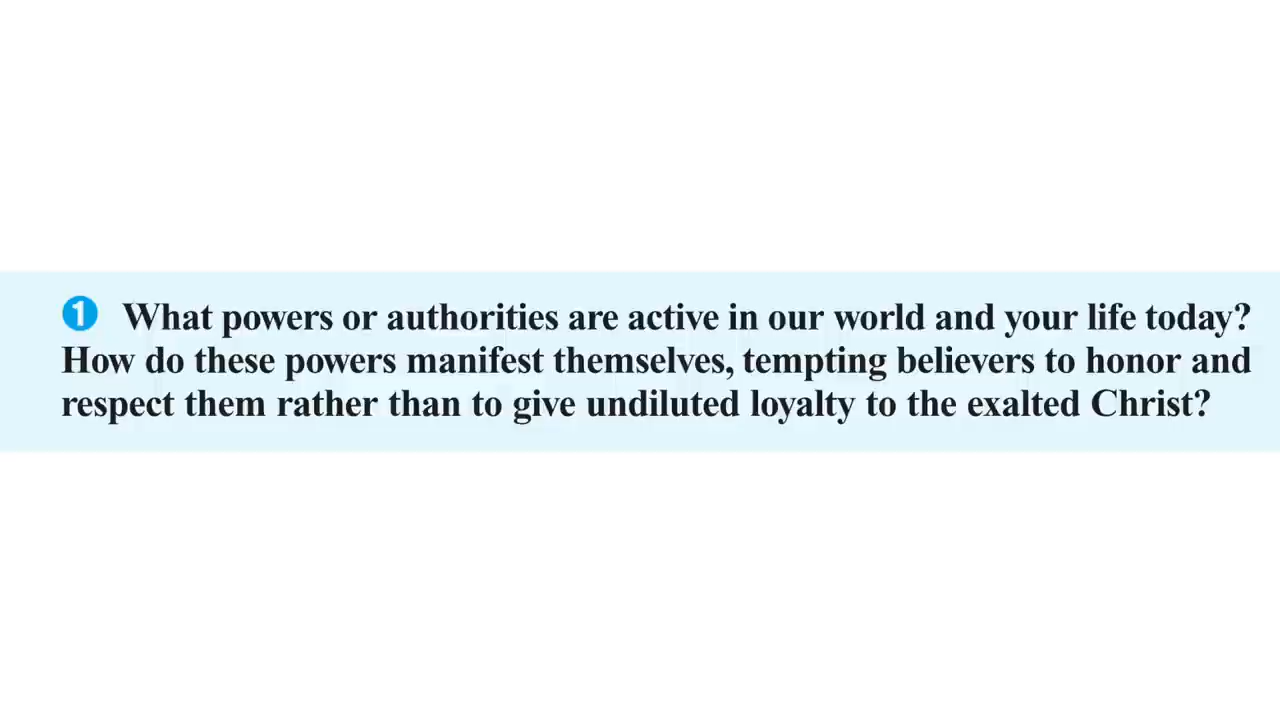 1 What powers or authorities are active in our world and your life today?
How do these powers manifest themselves, tempting believers to honor and
respect them rather than to give undiluted loyalty to the exalted Christ?